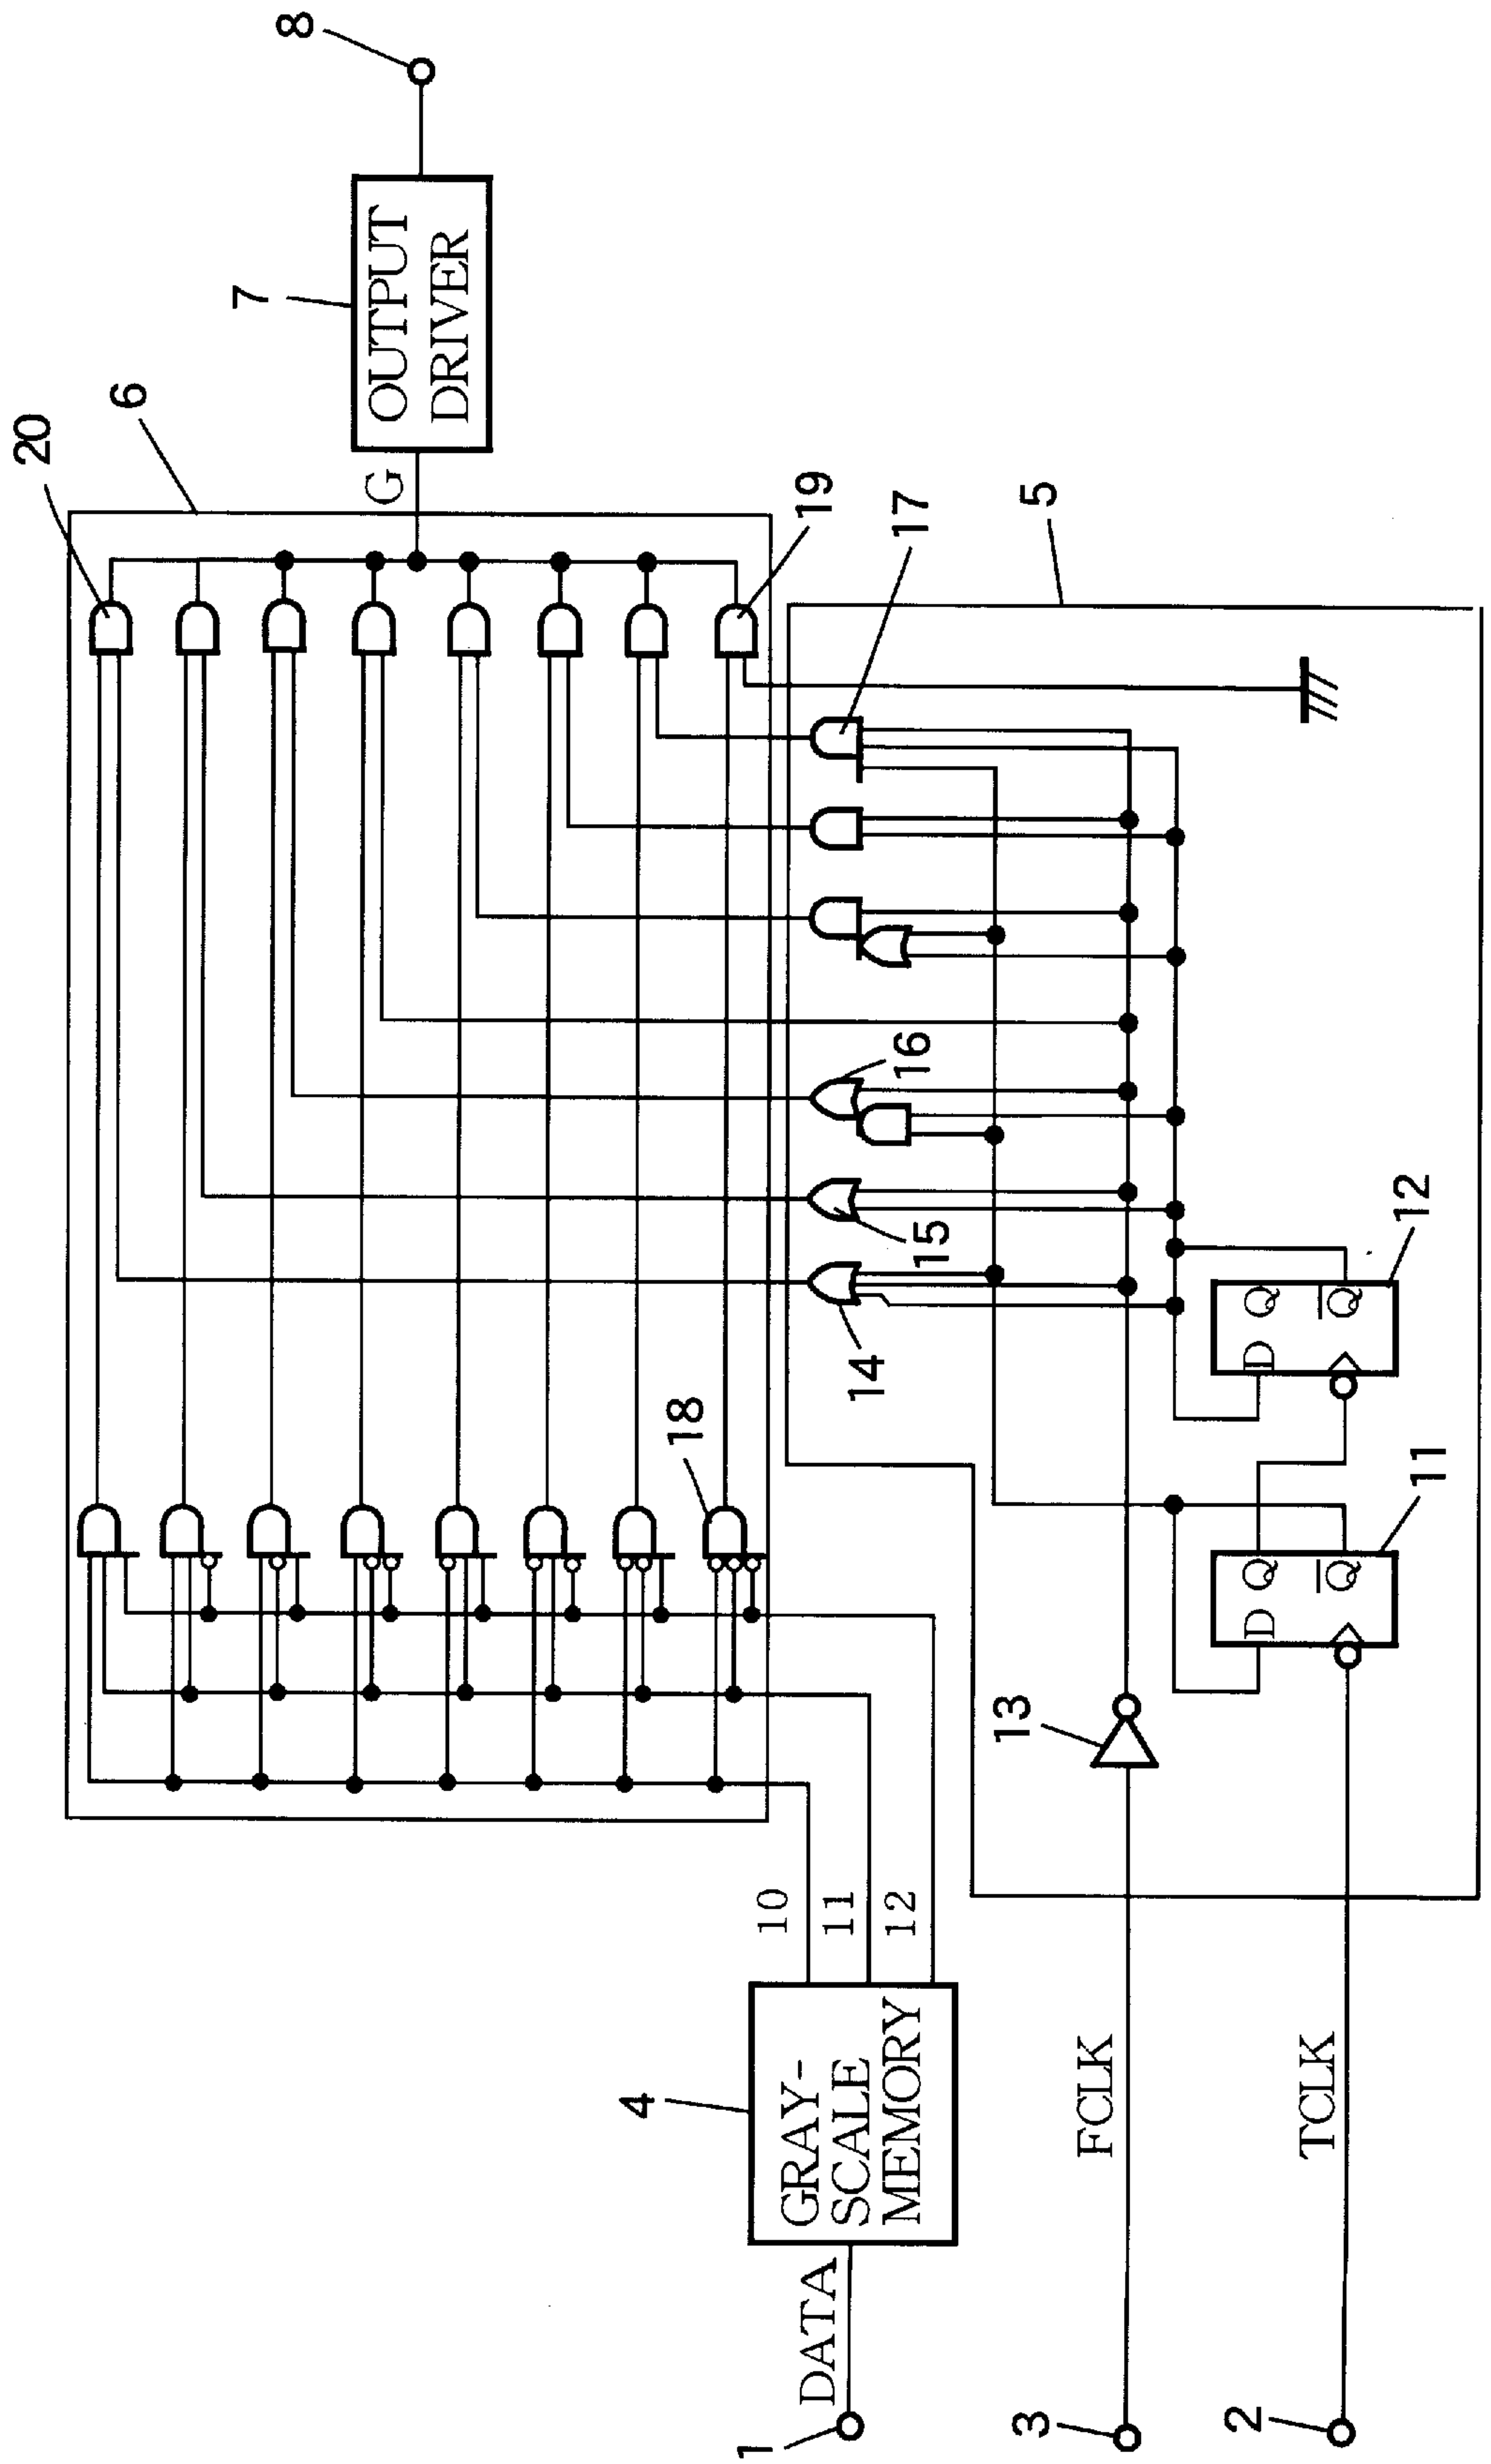 1
DATA
4
GRAY-
SCALE
MEMORY
10
11
12
3
FCLK
2
TCLK
13
D
Q
Q
11
D
Q
Q
12
14
15
16
17
5
18
19
20
6
G
7
OUTPUT
DRIVER
8